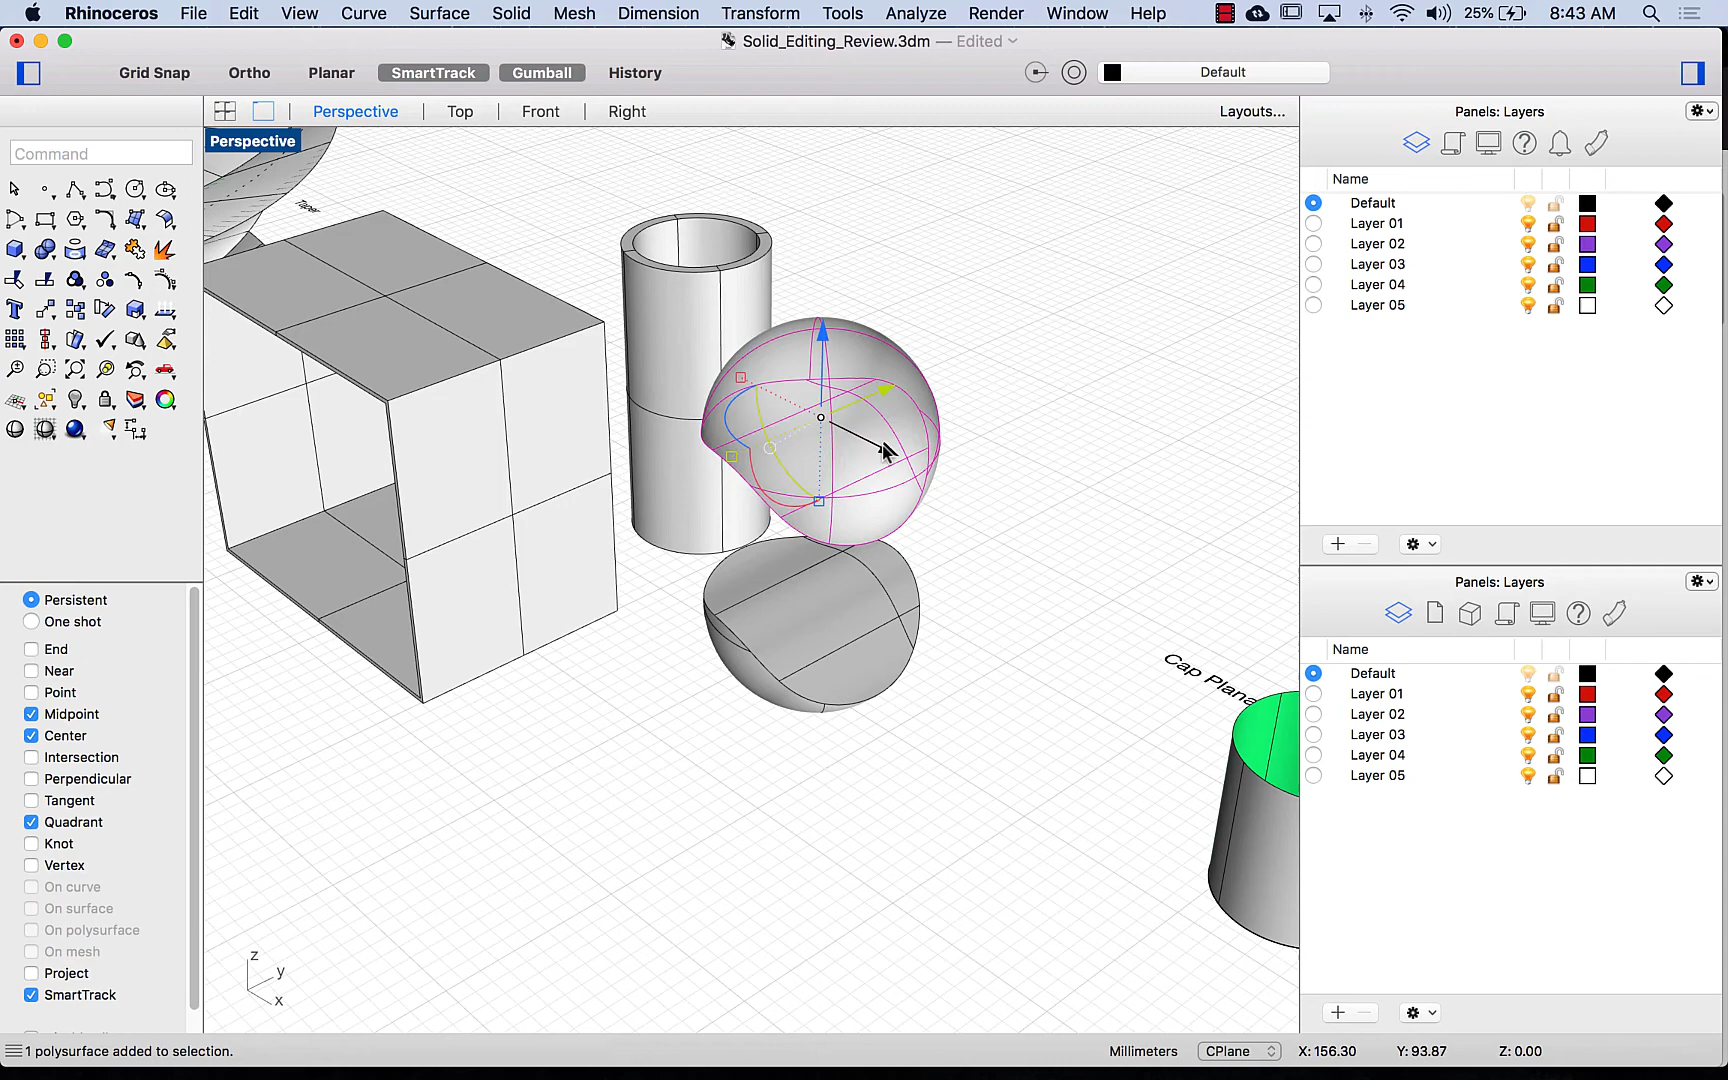 Rhinoceros File Edit View Curve Surface Solid Mesh Dimension Transform Tools Analyze Render Window Help 25% 8:43 AM
Solid_Editing_Review.3dm — Edited
Grid Snap Ortho Planar SmartTrack Gumball History Default
Perspective Top Front Right Layouts...
Perspective
Command
Taper
Cap Plana
z
y
x
Persistent
One shot
End
Near
Point
Midpoint
Center
Intersection
Perpendicular
Tangent
Quadrant
Knot
Vertex
On curve
On surface
On polysurface
On mesh
Project
SmartTrack
Panels: Layers
Name
Default
Layer 01
Layer 02
Layer 03
Layer 04
Layer 05
Panels: Layers
Name
Default
Layer 01
Layer 02
Layer 03
Layer 04
Layer 05
1 polysurface added to selection. Millimeters CPlane X: 156.30 Y: 93.87 Z: 0.00